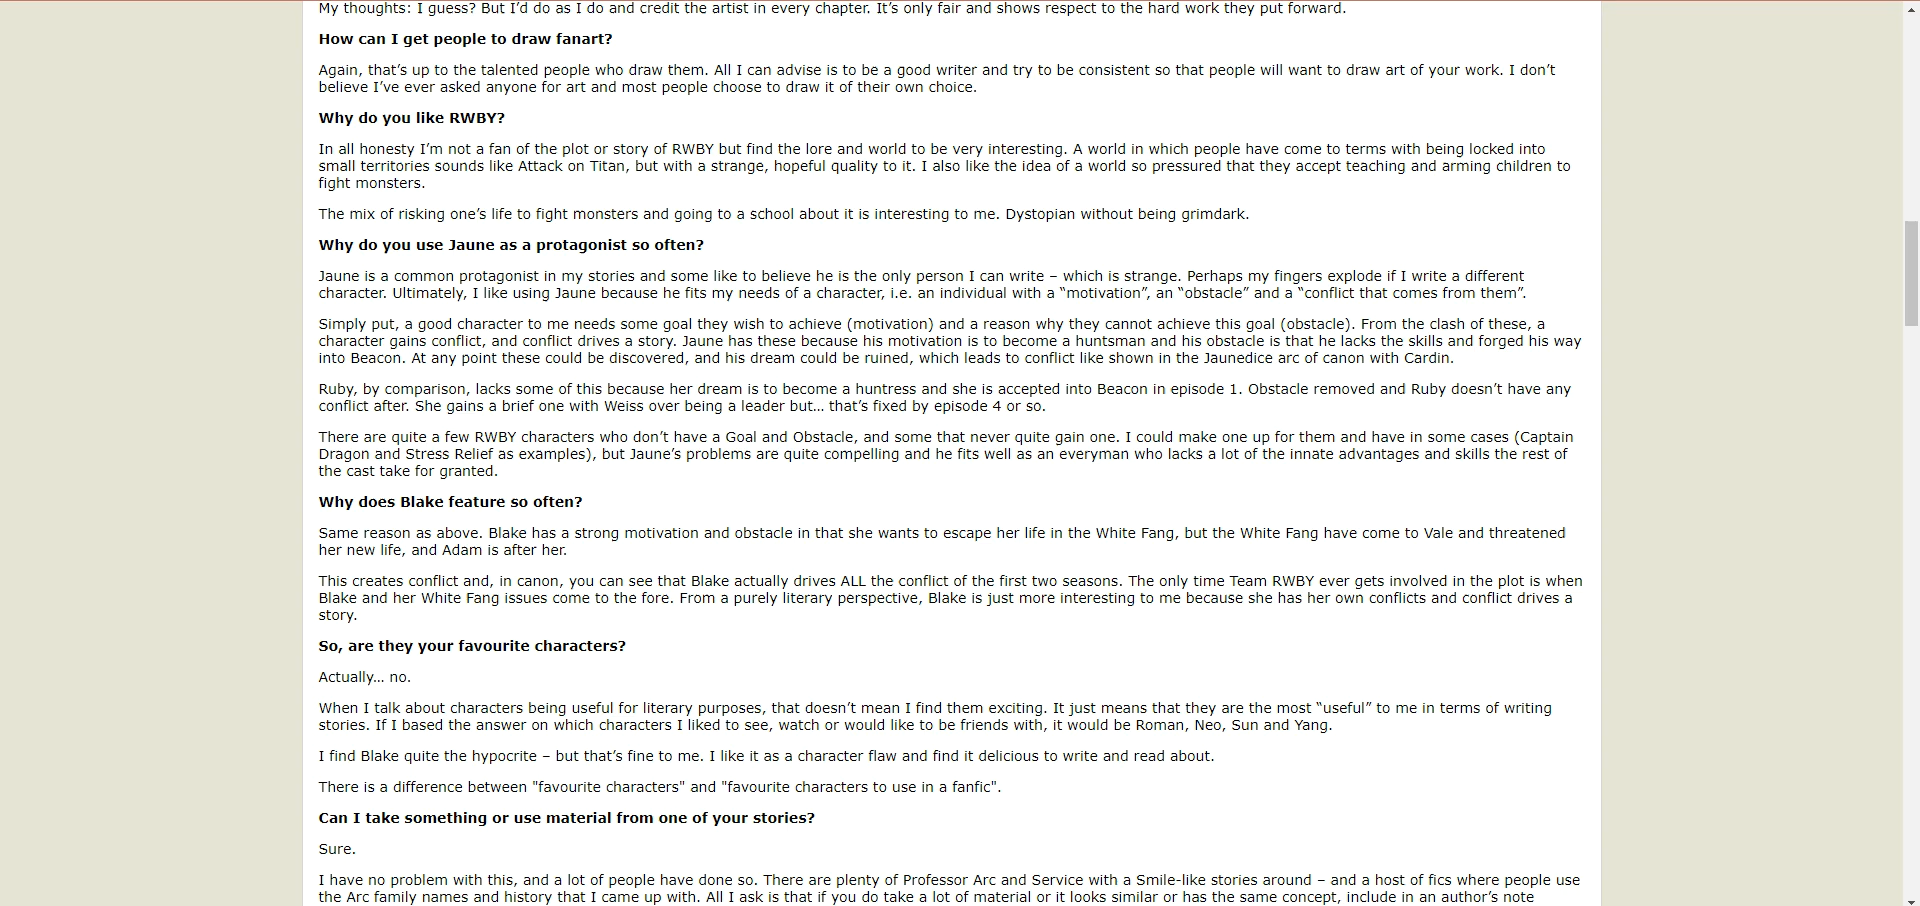 My thoughts: I guess? But I’d do as I do and credit the artist in every chapter. It’s only fair and shows respect to the hard work they put forward.
How can I get people to draw fanart?
Again, that’s up to the talented people who draw them. All I can advise is to be a good writer and try to be consistent so that people will want to draw art of your work. I don’t
believe I’ve ever asked anyone for art and most people choose to draw it of their own choice.
Why do you like RWBY?
In all honesty I’m not a fan of the plot or story of RWBY but find the lore and world to be very interesting. A world in which people have come to terms with being locked into
small territories sounds like Attack on Titan, but with a strange, hopeful quality to it. I also like the idea of a world so pressured that they accept teaching and arming children to
fight monsters.
The mix of risking one’s life to fight monsters and going to a school about it is interesting to me. Dystopian without being grimdark.
Why do you use Jaune as a protagonist so often?
Jaune is a common protagonist in my stories and some like to believe he is the only person I can write – which is strange. Perhaps my fingers explode if I write a different
character. Ultimately, I like using Jaune because he fits my needs of a character, i.e. an individual with a “motivation”, an “obstacle” and a “conflict that comes from them”.
Simply put, a good character to me needs some goal they wish to achieve (motivation) and a reason why they cannot achieve this goal (obstacle). From the clash of these, a
character gains conflict, and conflict drives a story. Jaune has these because his motivation is to become a huntsman and his obstacle is that he lacks the skills and forged his way
into Beacon. At any point these could be discovered, and his dream could be ruined, which leads to conflict like shown in the Jaunedice arc of canon with Cardin.
Ruby, by comparison, lacks some of this because her dream is to become a huntress and she is accepted into Beacon in episode 1. Obstacle removed and Ruby doesn’t have any
conflict after. She gains a brief one with Weiss over being a leader but… that’s fixed by episode 4 or so.
There are quite a few RWBY characters who don’t have a Goal and Obstacle, and some that never quite gain one. I could make one up for them and have in some cases (Captain
Dragon and Stress Relief as examples), but Jaune’s problems are quite compelling and he fits well as an everyman who lacks a lot of the innate advantages and skills the rest of
the cast take for granted.
Why does Blake feature so often?
Same reason as above. Blake has a strong motivation and obstacle in that she wants to escape her life in the White Fang, but the White Fang have come to Vale and threatened
her new life, and Adam is after her.
This creates conflict and, in canon, you can see that Blake actually drives ALL the conflict of the first two seasons. The only time Team RWBY ever gets involved in the plot is when
Blake and her White Fang issues come to the fore. From a purely literary perspective, Blake is just more interesting to me because she has her own conflicts and conflict drives a
story.
So, are they your favourite characters?
Actually… no.
When I talk about characters being useful for literary purposes, that doesn’t mean I find them exciting. It just means that they are the most “useful” to me in terms of writing
stories. If I based the answer on which characters I liked to see, watch or would like to be friends with, it would be Roman, Neo, Sun and Yang.
I find Blake quite the hypocrite – but that’s fine to me. I like it as a character flaw and find it delicious to write and read about.
There is a difference between "favourite characters" and "favourite characters to use in a fanfic".
Can I take something or use material from one of your stories?
Sure.
I have no problem with this, and a lot of people have done so. There are plenty of Professor Arc and Service with a Smile-like stories around – and a host of fics where people use
the Arc family names and history that I came up with. All I ask is that if you do take a lot of material or it looks similar or has the same concept, include in an author’s note